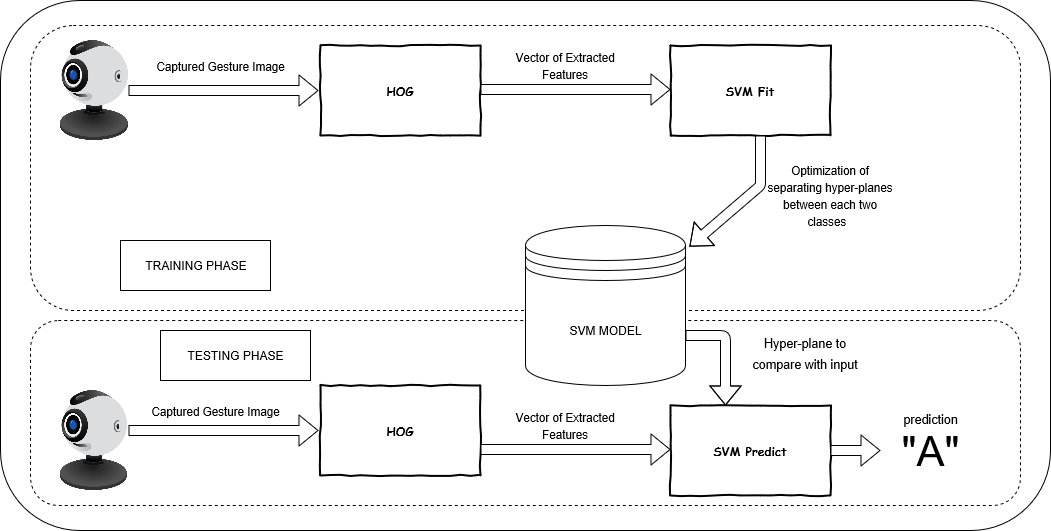 Captured Gesture Image
HOG
Vector of Extracted
Features
SVM Fit
Optimization of
separating hyper-planes
between each two
classes
TRAINING PHASE
SVM MODEL
TESTING PHASE
Hyper-plane to
compare with input
Captured Gesture Image
HOG
Vector of Extracted
Features
SVM Predict
prediction
"A"